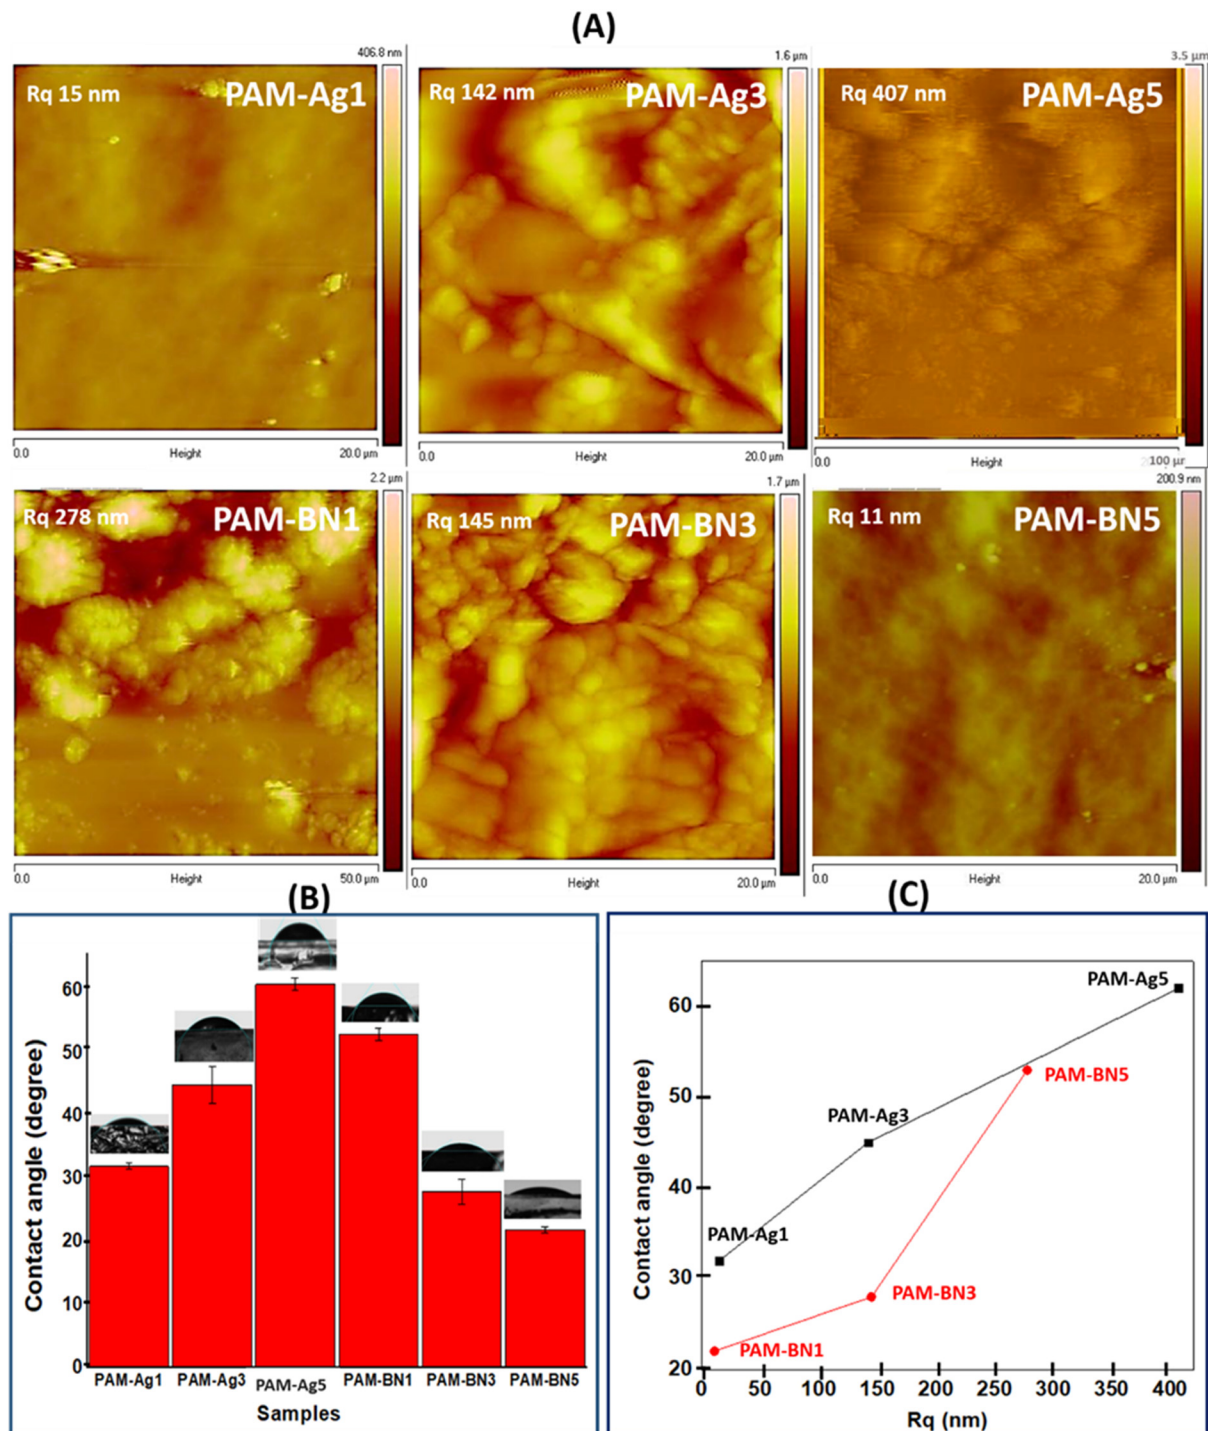 (A)
406.8 nm
Rq 15 nm
PAM-Ag1
0.0
Height
20.0 µm
1.6 µm
Rq 142 nm
PAM-Ag3
0.0
Height
20.0 µm
3.5 µm
Rq 407 nm
PAM-Ag5
0.0
100 µm
2.2 µm
Rq 278 nm
PAM-BN1
0.0
Height
50.0 µm
1.7 µm
Rq 145 nm
PAM-BN3
0.0
Height
20.0 µm
200.9 nm
Rq 11 nm
PAM-BN5
0.0
Height
20.0 µm
(B)
Contact angle (degree)
60
50
40
30
20
10
0
PAM-Ag1
PAM-Ag3
PAM-Ag5
PAM-BN1
PAM-BN3
PAM-BN5
Samples
(C)
Contact angle (degree)
60
50
40
30
20
PAM-Ag5
PAM-BN5
PAM-Ag3
PAM-Ag1
PAM-BN3
PAM-BN1
0
50
100
150
200
250
300
350
400
Rq (nm)